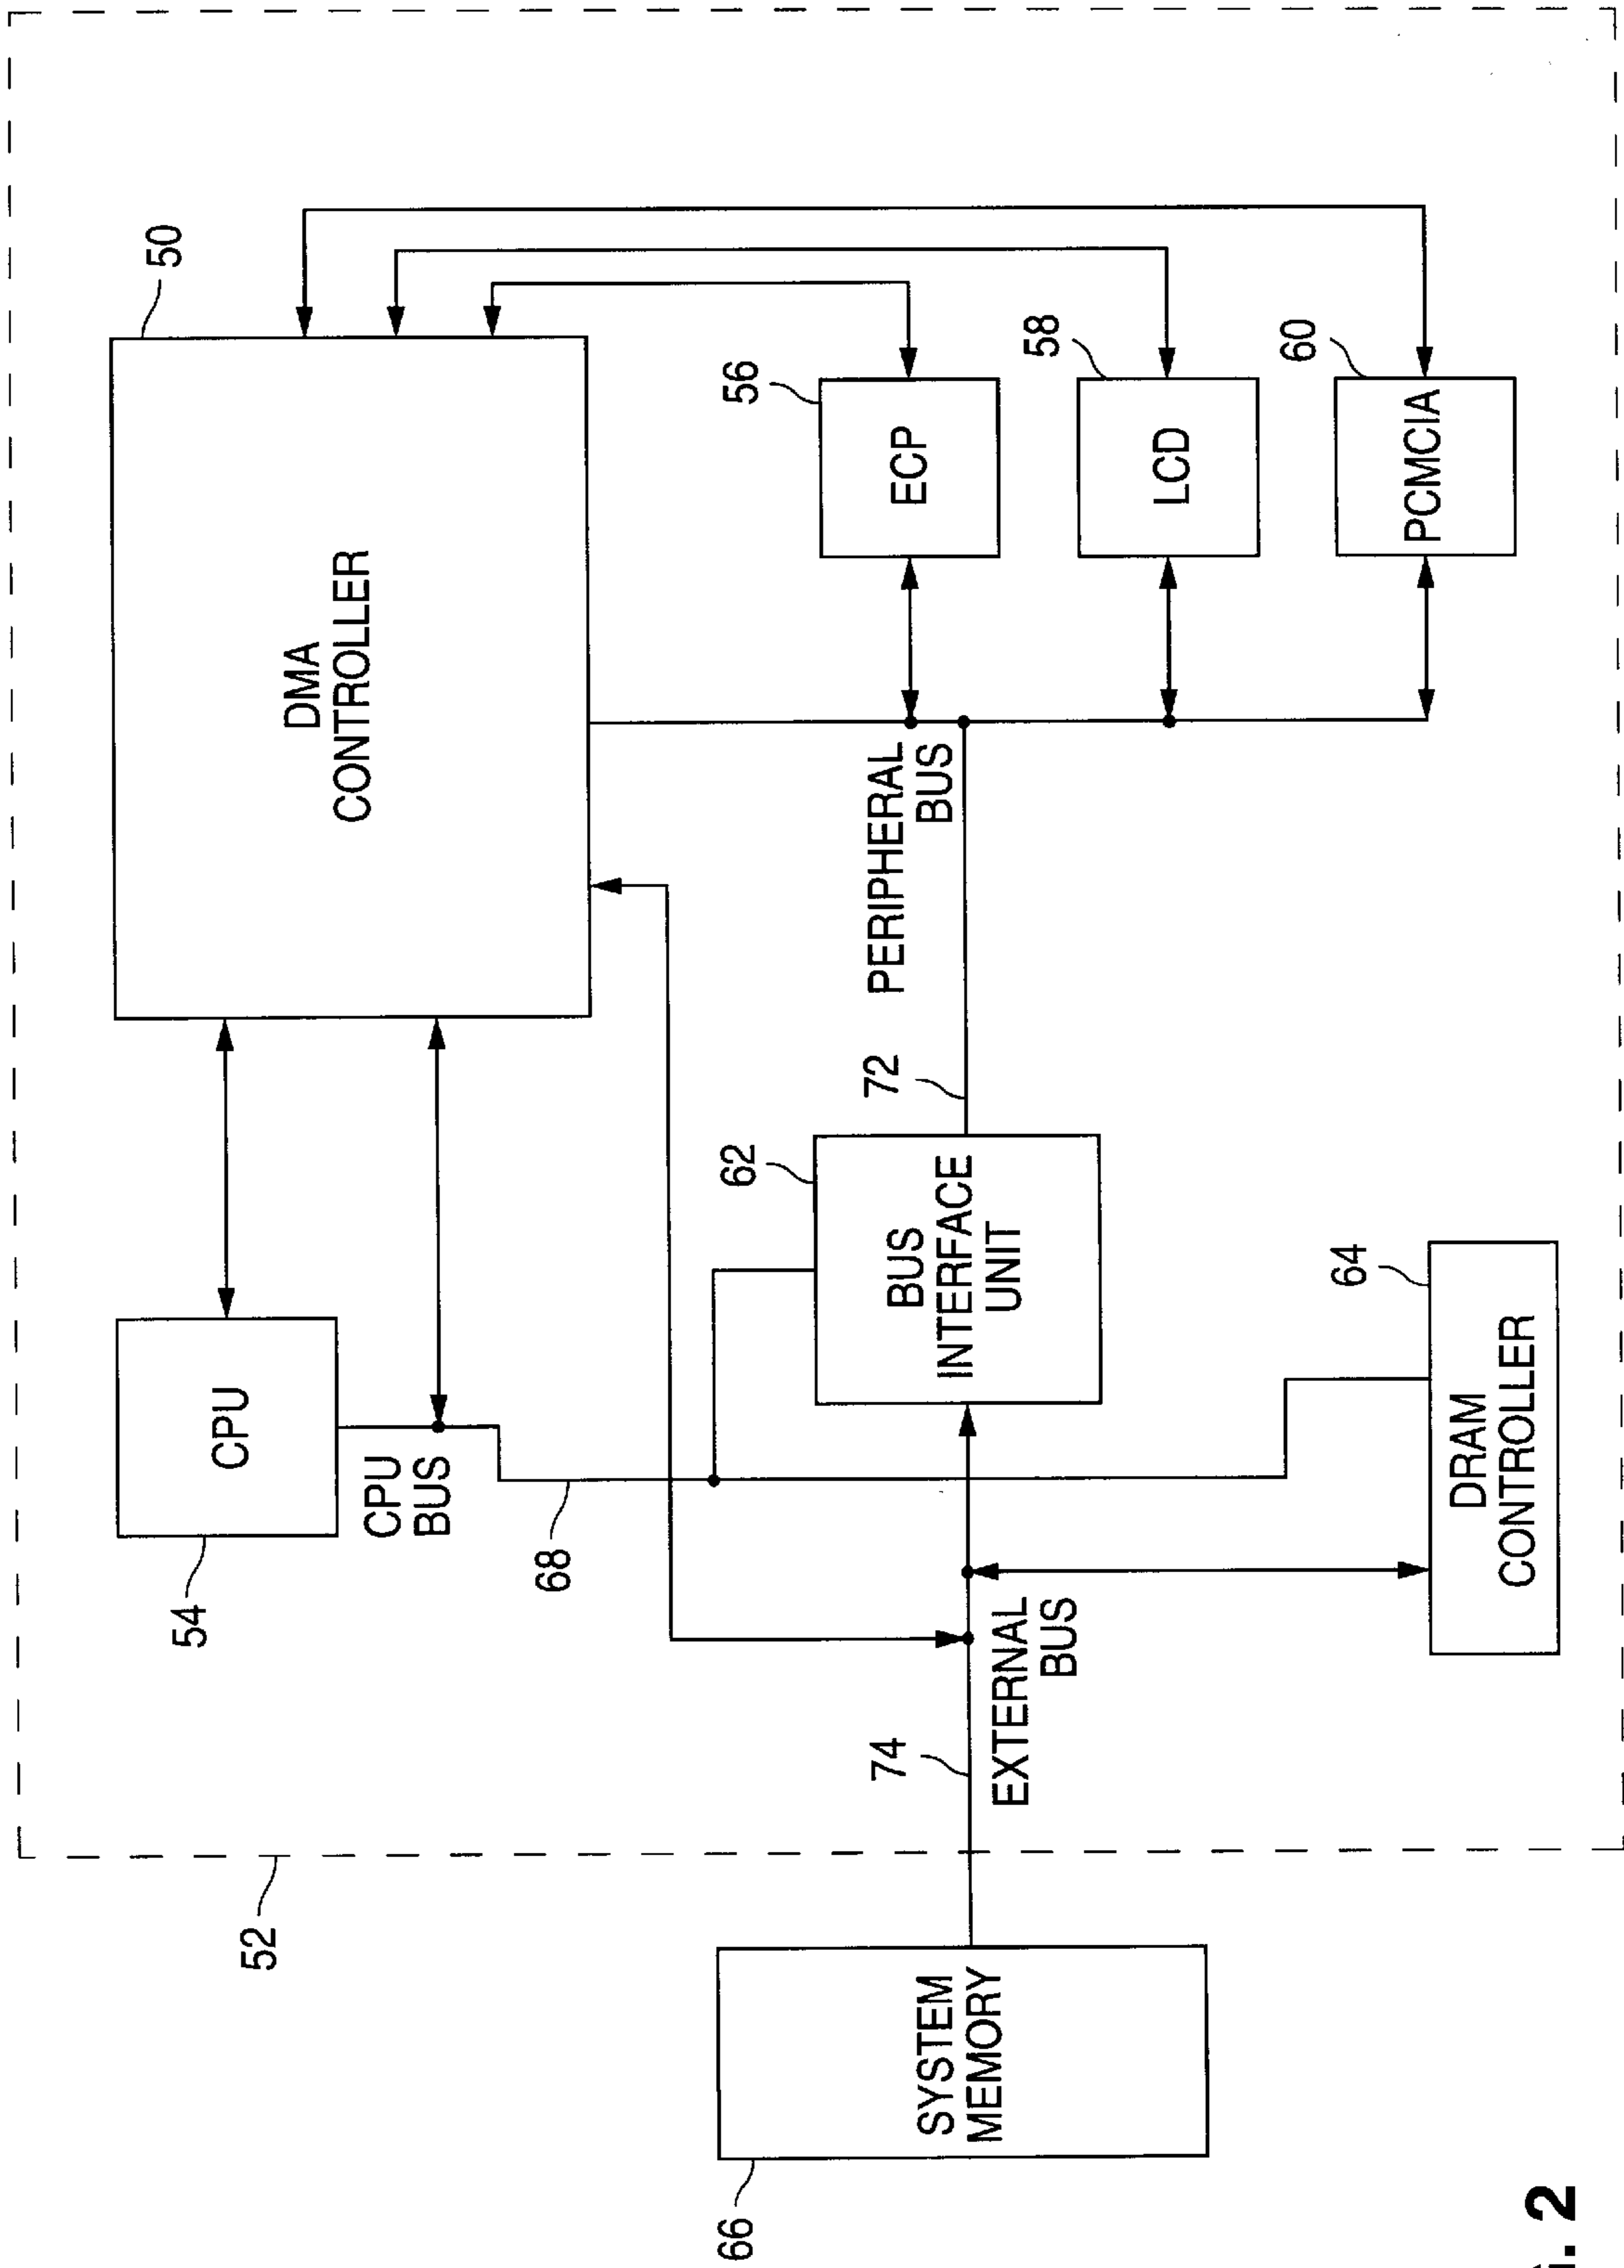 50
DMA
CONTROLLER
54
CPU
CPU
BUS
68
56
ECP
58
LCD
60
PCMCIA
PERIPHERAL
BUS
72
62
BUS
INTERFACE
UNIT
64
DRAM
CONTROLLER
74
EXTERNAL
BUS
52
66
SYSTEM
MEMORY
2